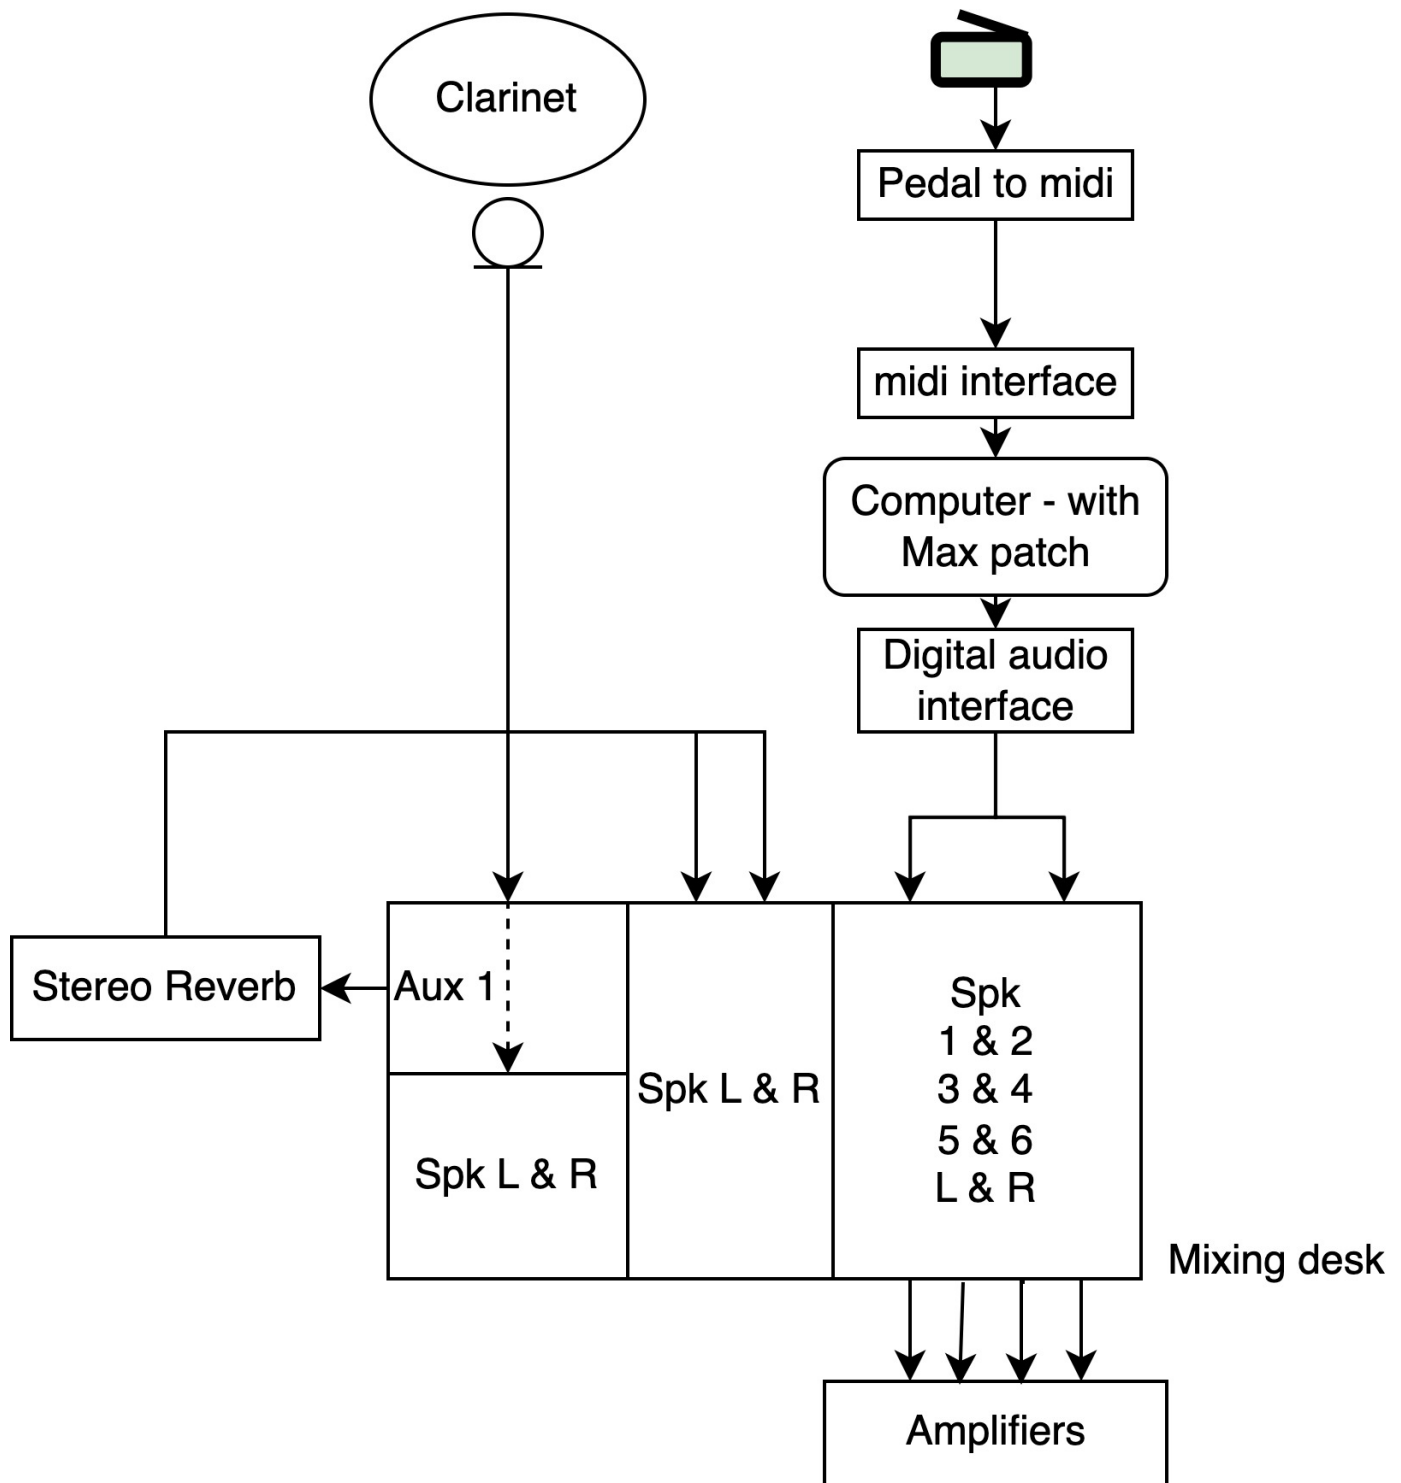 Clarinet
Pedal to midi
midi interface
Computer - with
Max patch
Digital audio
interface
Stereo Reverb
Aux 1
Spk L & R
Spk L & R
Spk
1 & 2
3 & 4
5 & 6
L & R
Mixing desk
Amplifiers